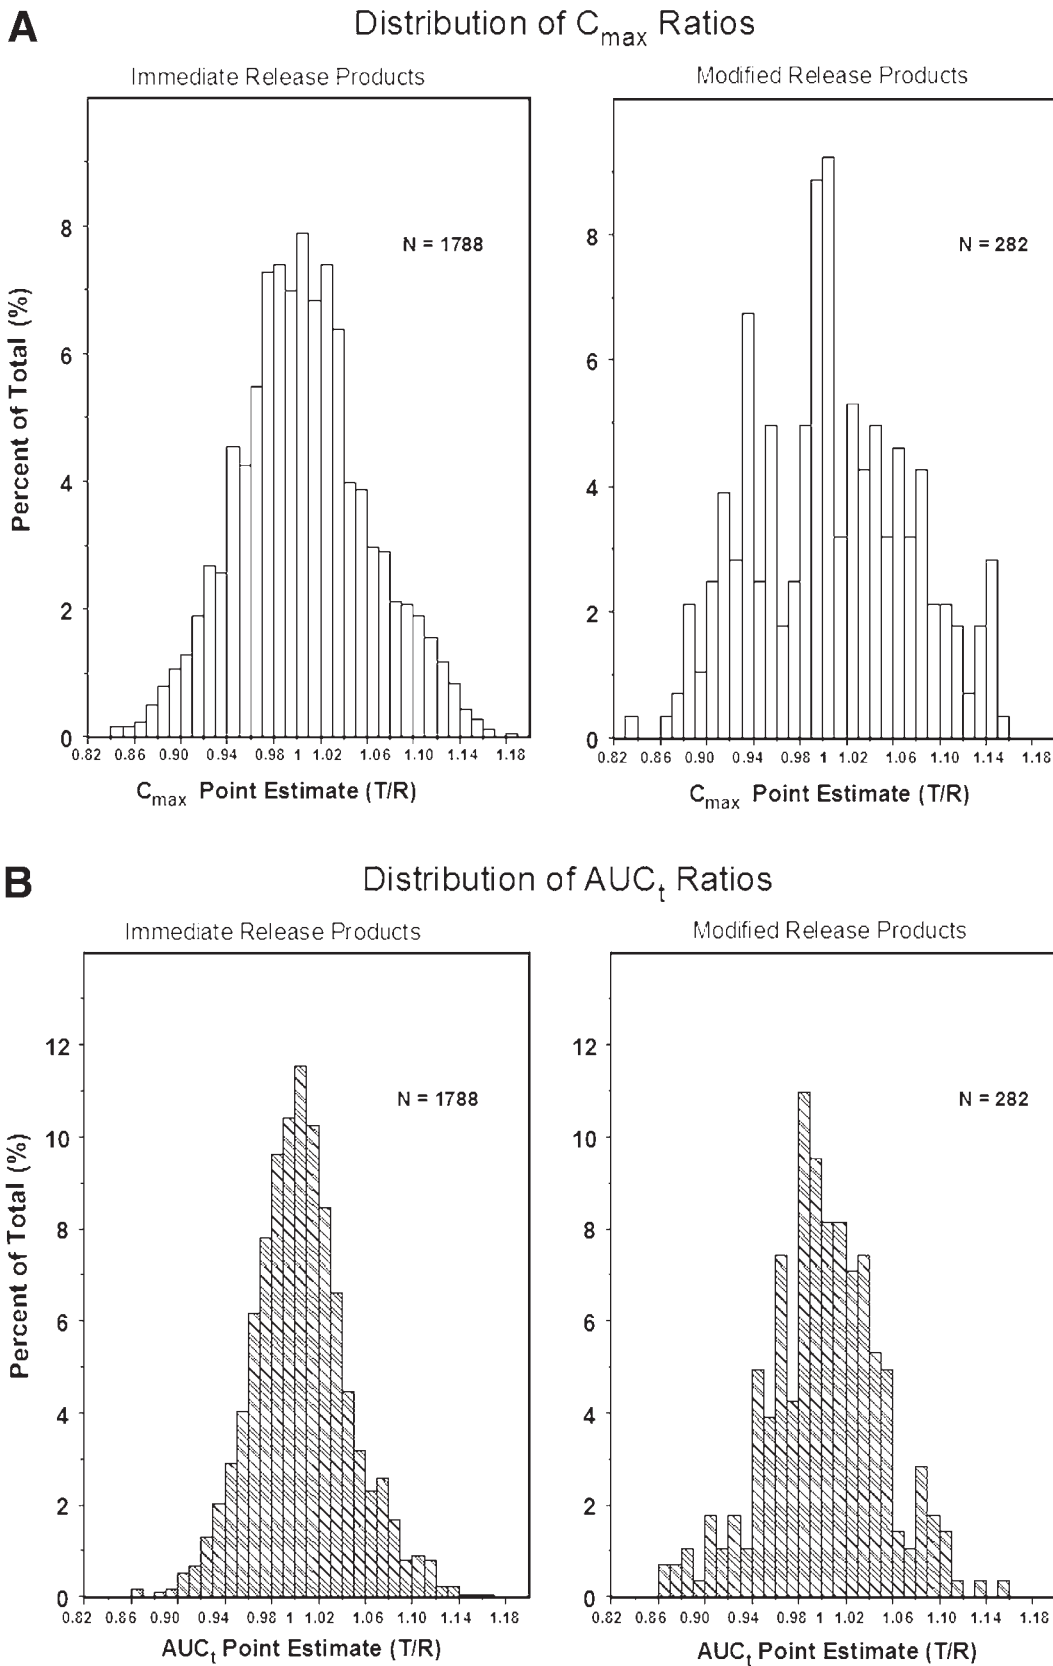 A
Distribution of Cmax Ratios
Immediate Release Products
Modified Release Products
N = 1788
N = 282
Percent of Total (%)
8
6
4
2
0
8
6
4
2
0
0.82 0.86 0.90 0.94 0.98 1 1.02 1.06 1.10 1.14 1.18
0.82 0.86 0.90 0.94 0.98 1 1.02 1.06 1.10 1.14 1.18
Cmax Point Estimate (T/R)
Cmax Point Estimate (T/R)
B
Distribution of AUCt Ratios
Immediate Release Products
Modified Release Products
N = 1788
N = 282
Percent of Total (%)
12
10
8
6
4
2
0
12
10
8
6
4
2
0
0.82 0.86 0.90 0.94 0.98 1 1.02 1.06 1.10 1.14 1.18
0.82 0.86 0.90 0.94 0.98 1 1.02 1.06 1.10 1.14 1.18
AUCt Point Estimate (T/R)
AUCt Point Estimate (T/R)